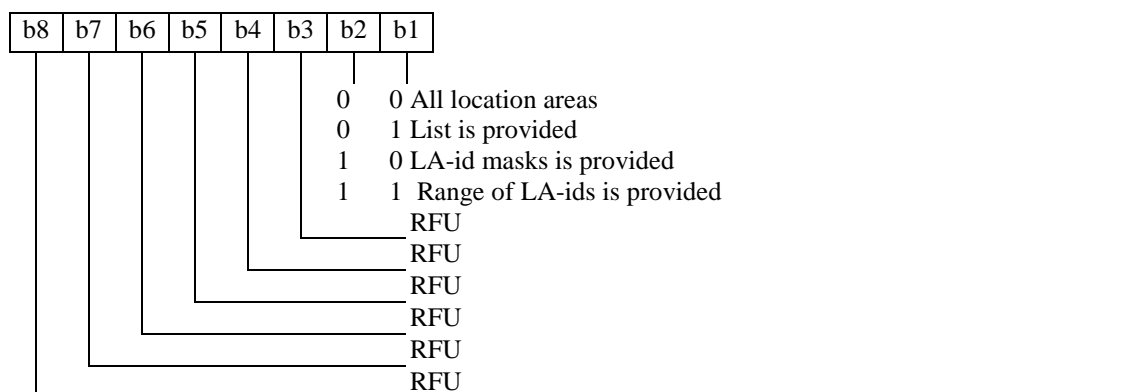 b8 b7 b6 b5 b4 b3 b2 b1
0 0 All location areas
0 1 List is provided
1 0 LA-id masks is provided
1 1 Range of LA-ids is provided
RFU
RFU
RFU
RFU
RFU
RFU